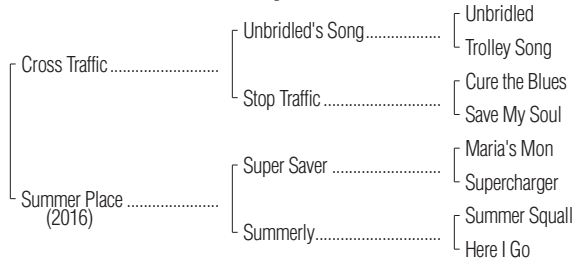 Unbridled
Unbridled's Song
Trolley Song
Cross Traffic
Cure the Blues
Stop Traffic
Save My Soul
Maria's Mon
Super Saver
Supercharger
Summer Place
(2016)
Summer Squall
Summerly
Here I Go